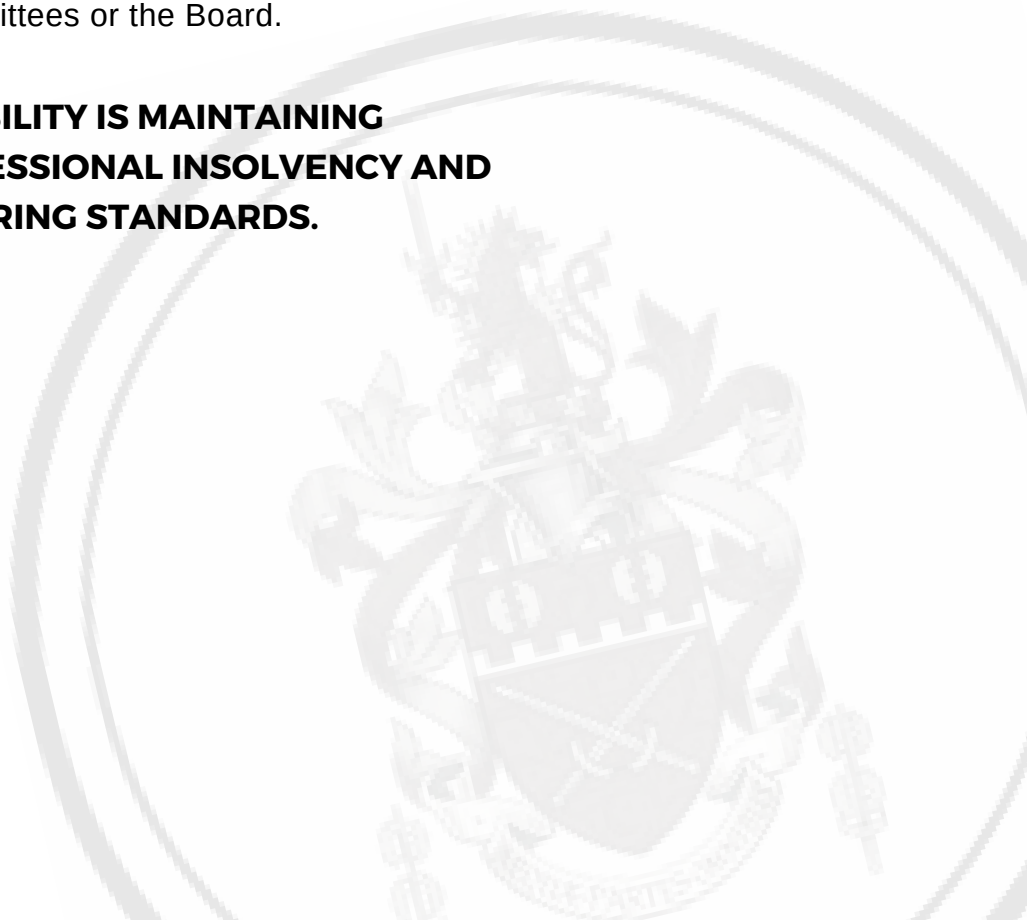 ittees or the Board.
BILITY IS MAINTAINING
ESSIONAL INSOLVENCY AND
RING STANDARDS.